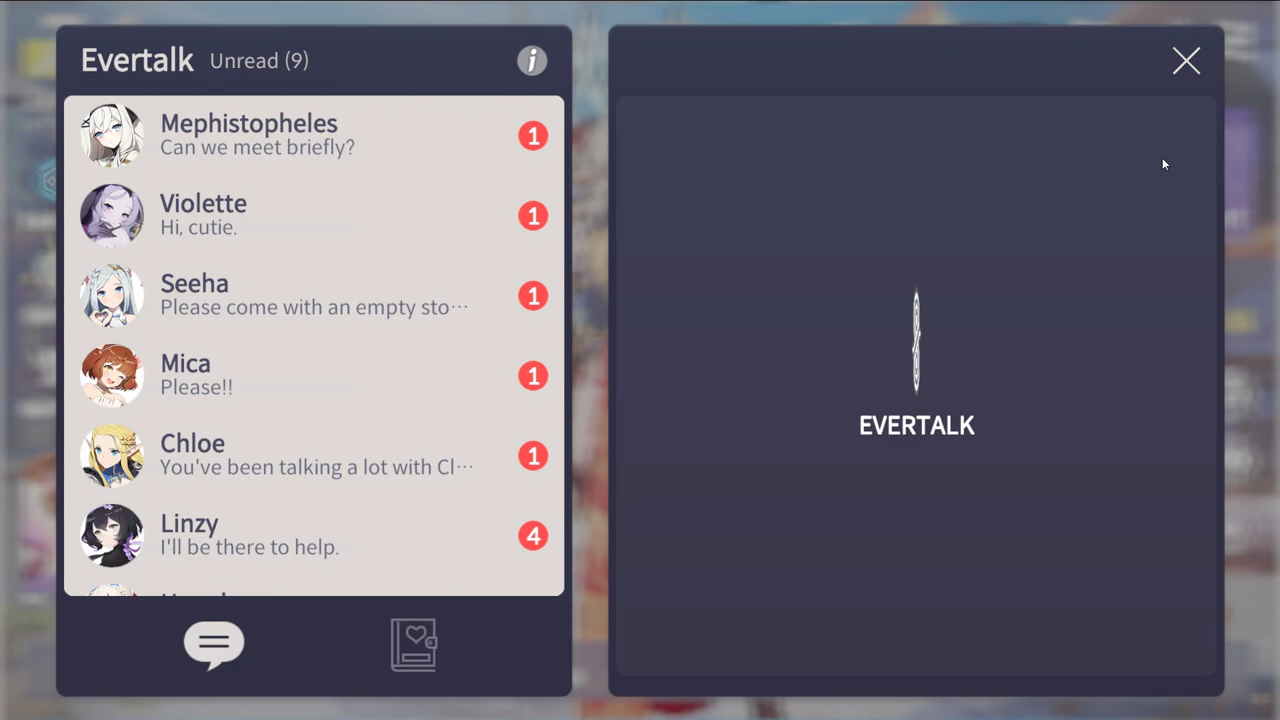 Evertalk Unread (9)
Mephistopheles
Can we meet briefly?
1
Violette
Hi, cutie.
1
Seeha
Please come with an empty sto···
1
Mica
Please!!
1
Chloe
You've been talking a lot with Cl···
1
Linzy
I'll be there to help.
4
EVERTALK